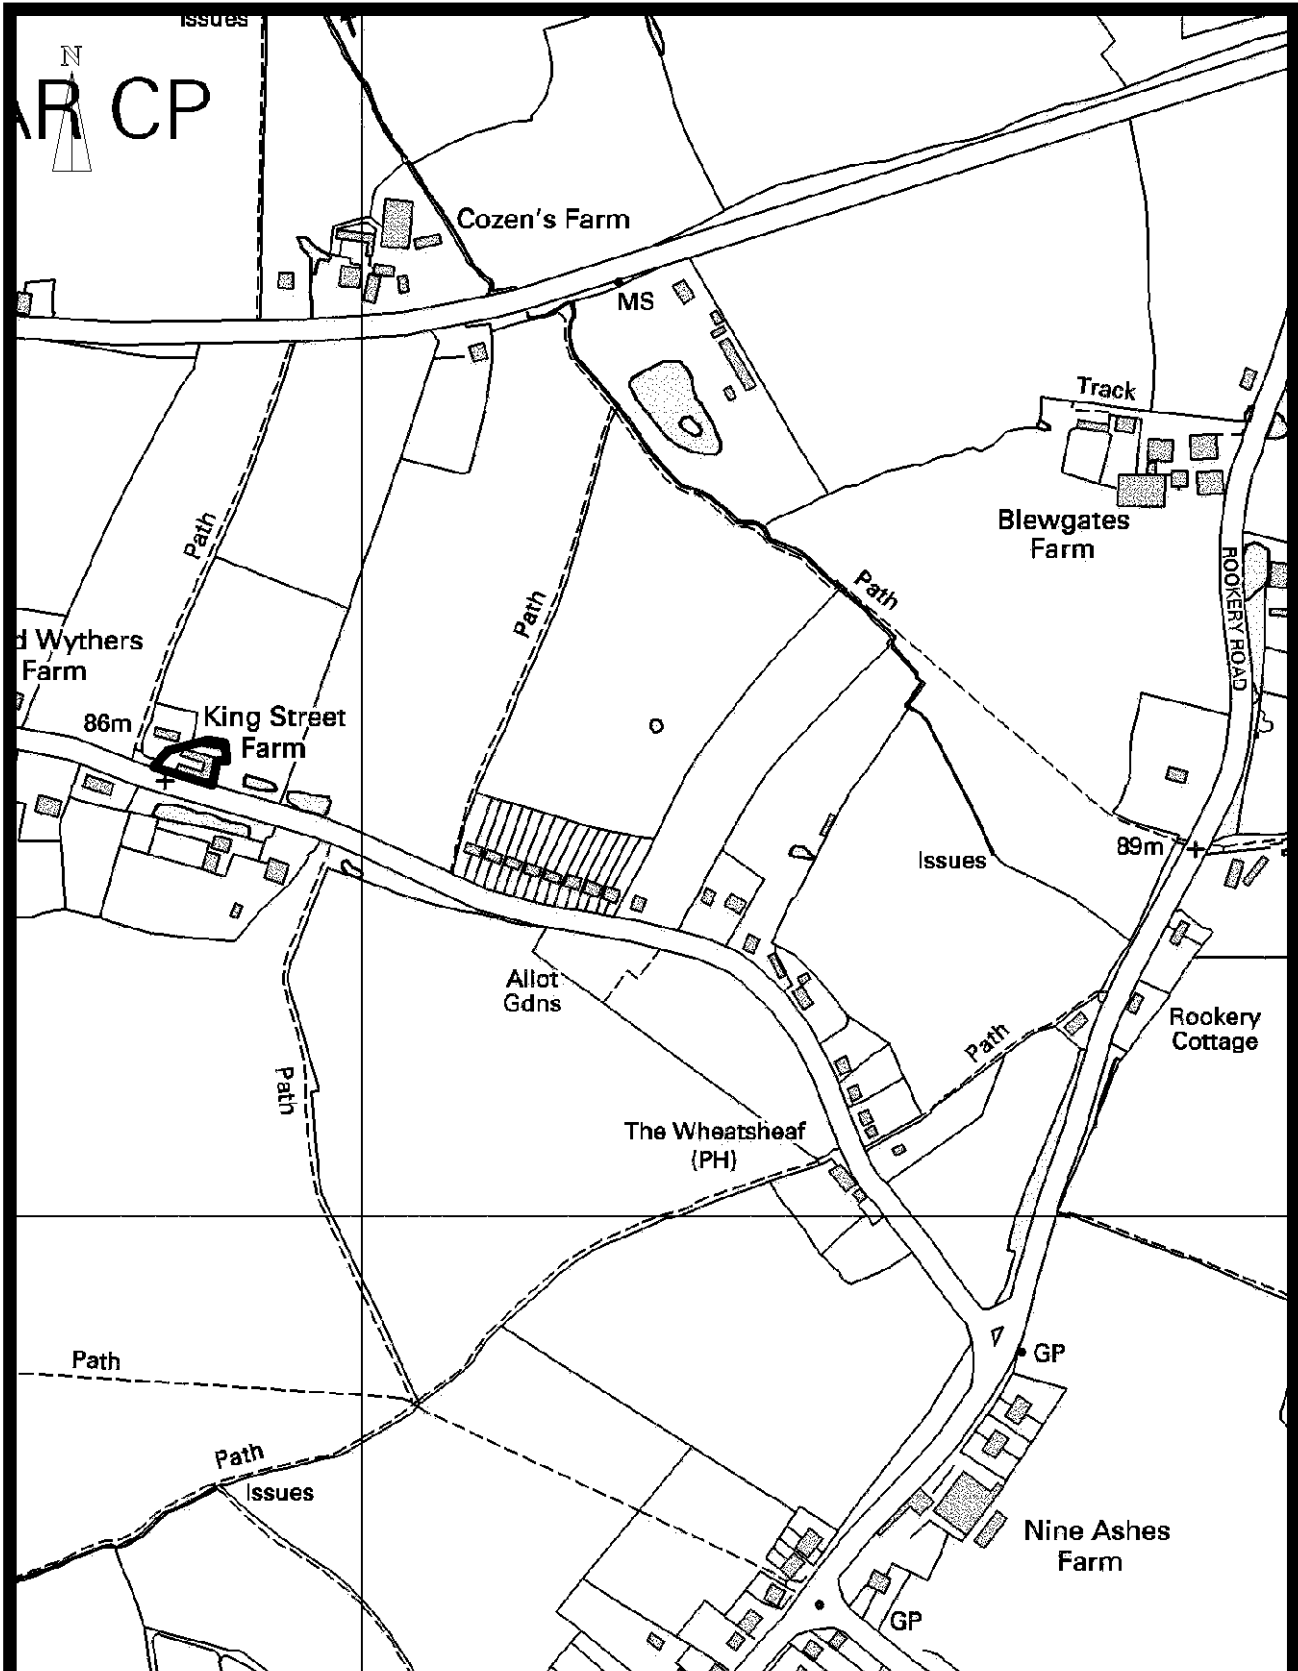 Issues
N
AR CP
Cozen's Farm
MS
Track
Path
Blewgates
Farm
Path
Path
ROOKERY ROAD
d Wythers
Farm
86m
King Street
Farm
89m
Issues
Allot
Gdns
Rookery
Cottage
Path
Path
The Wheatsheaf
(PH)
GP
Path
Path
Issues
Nine Ashes
Farm
GP